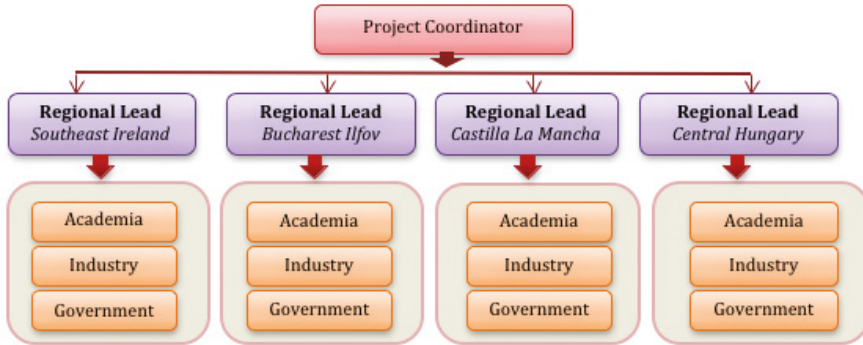 Project Coordinator
Regional Lead
Southeast Ireland
Regional Lead
Bucharest Ilfov
Regional Lead
Castilla La Mancha
Regional Lead
Central Hungary
Academia
Industry
Government
Academia
Industry
Government
Academia
Industry
Government
Academia
Industry
Government